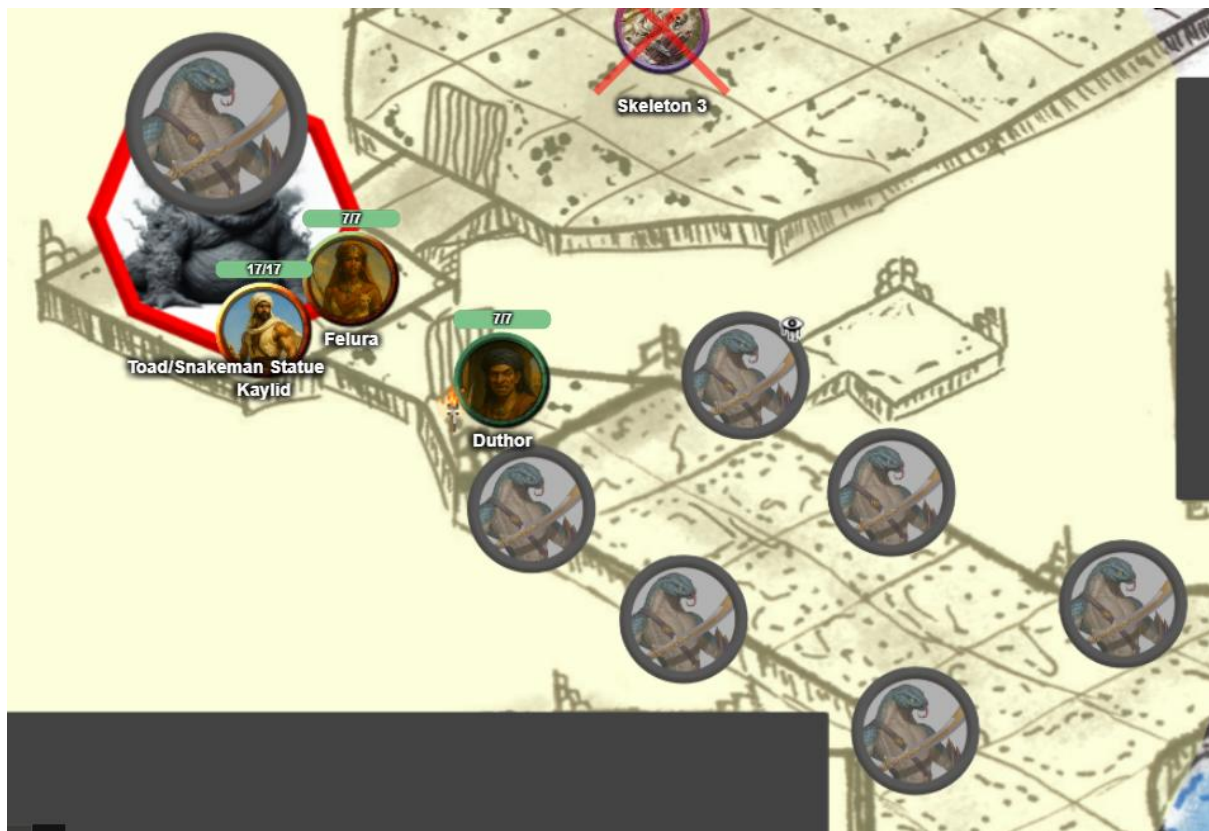 Skeleton 3
7/7
17/17
Felura
7/7
Toad/Snakeman Statue
Kaylid
Duthor